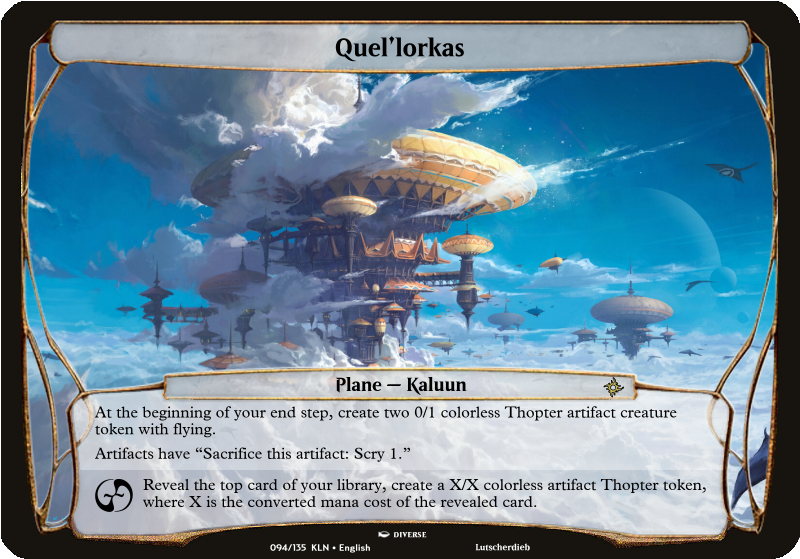 Quel'lorkas
Plane — Kaluun
At the beginning of your end step, create two 0/1 colorless Thopter artifact creature
token with flying.
Artifacts have “Sacrifice this artifact: Scry 1.”
Reveal the top card of your library, create a X/X colorless artifact Thopter token,
where X is the converted mana cost of the revealed card.
DIVERSE
094/135 KLN • English
Lutscherdieb